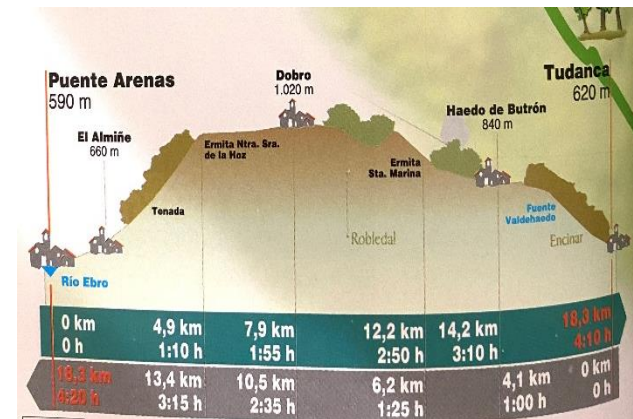 Puente Arenas
590 m
El Almiñe
660 m
Tenada
Ermita Ntra. Sra.
de la Hoz
Dobro
1.020 m
Ermita
Sta. Marina
Haedo de Butrón
840 m
Tudanca
620 m
Robledal
Fuente
Valdehaedo
Encinar
Río Ebro
0 km 4,9 km 7,9 km 12,2 km 14,2 km 18,3 km
0 h 1:10 h 1:55 h 2:50 h 3:10 h 4:10 h
18,3 km 13,4 km 10,5 km 6,2 km 4,1 km 0 km
4:20 h 3:15 h 2:35 h 1:25 h 1:00 h 0 h